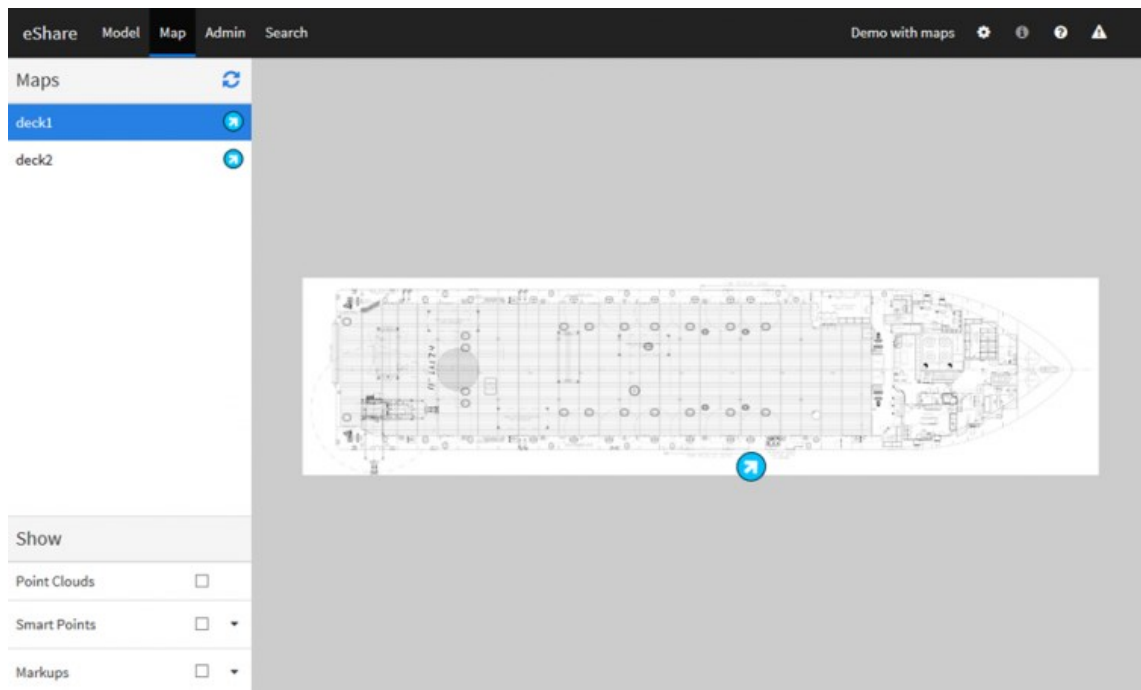 eShare Model Map Admin Search Demo with maps
Maps
deck1
deck2
Show
Point Clouds
Smart Points
Markups